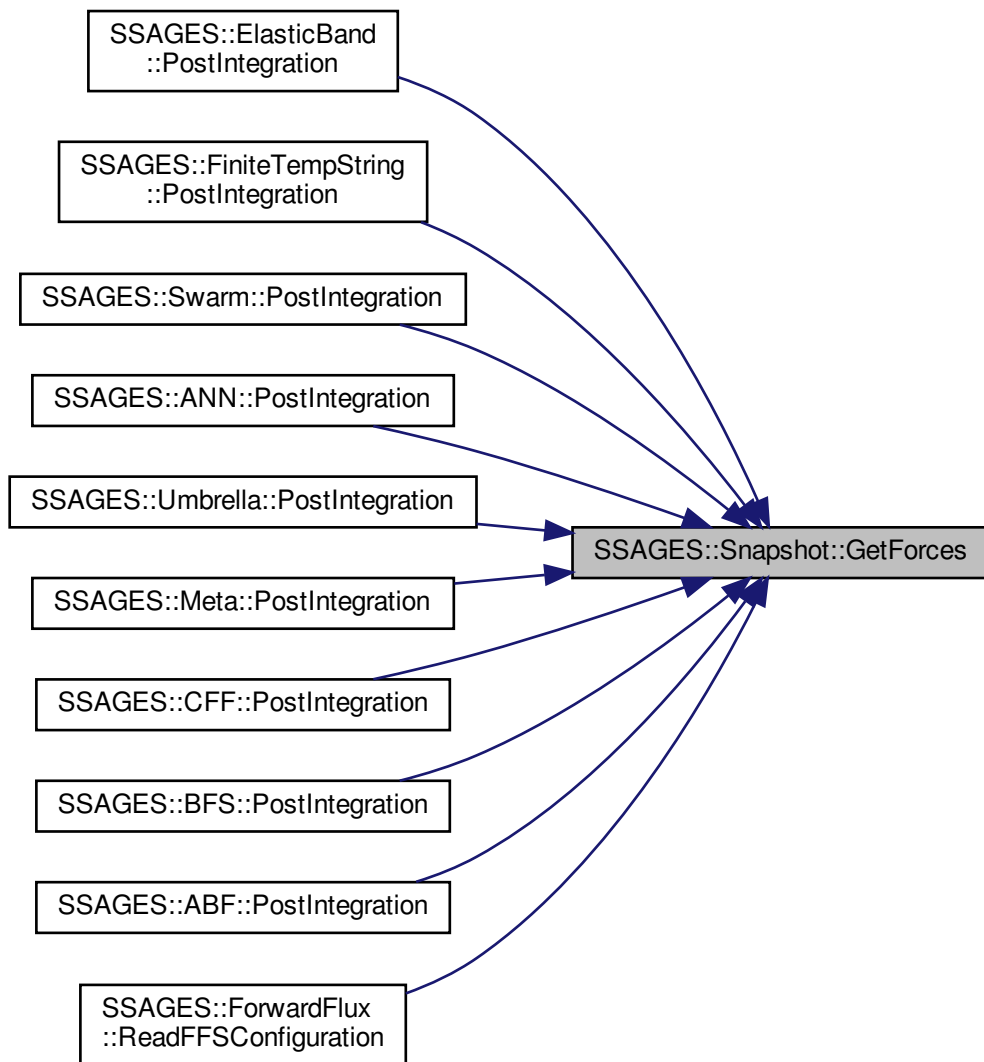 SSAGES::ElasticBand
::PostIntegration
SSAGES::FiniteTempString
::PostIntegration
SSAGES::Swarm::PostIntegration
SSAGES::ANN::PostIntegration
SSAGES::Umbrella::PostIntegration
SSAGES::Snapshot::GetForces
SSAGES::Meta::PostIntegration
SSAGES::CFF::PostIntegration
SSAGES::BFS::PostIntegration
SSAGES::ABF::PostIntegration
SSAGES::ForwardFlux
::ReadFFSConfiguration